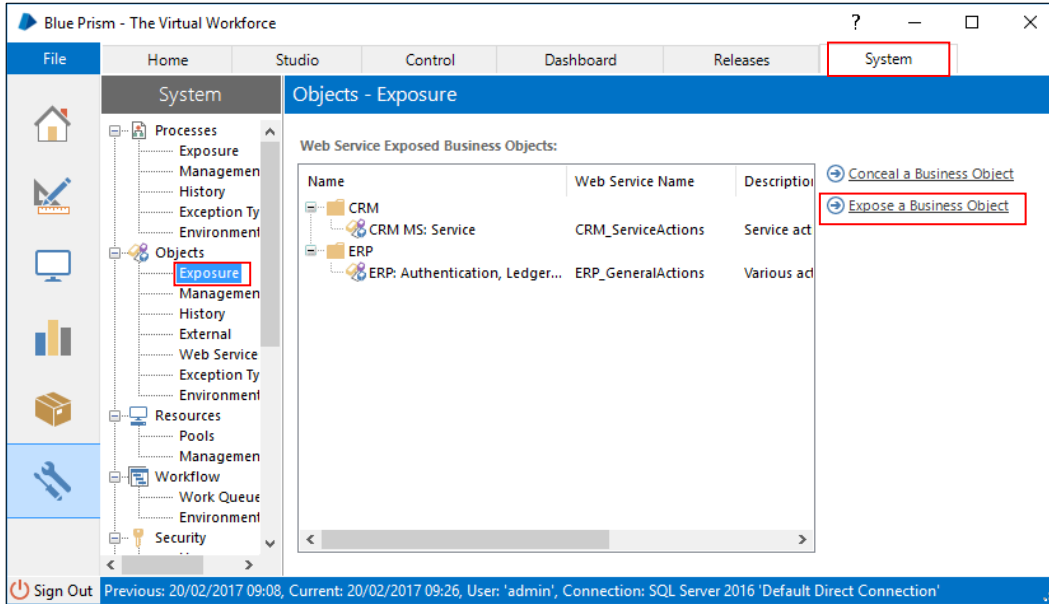 Blue Prism - The Virtual Workforce
?
File
Home
Studio
Control
Dashboard
Releases
System
System
Objects - Exposure
Processes
Exposure
Managemen
History
Exception Ty
Environment
Objects
Exposure
Managemen
History
External
Web Service
Exception Ty
Environment
Resources
Pools
Managemen
Workflow
Work Queue
Environment
Security
Web Service Exposed Business Objects:
Name Web Service Name Description
CRM
CRM MS: Service CRM_ServiceActions Service act
ERP
ERP: Authentication, Ledger... ERP_GeneralActions Various act
Conceal a Business Object
Expose a Business Object
Sign Out Previous: 20/02/2017 09:08, Current: 20/02/2017 09:26, User: 'admin', Connection: SQL Server 2016 'Default Direct Connection'